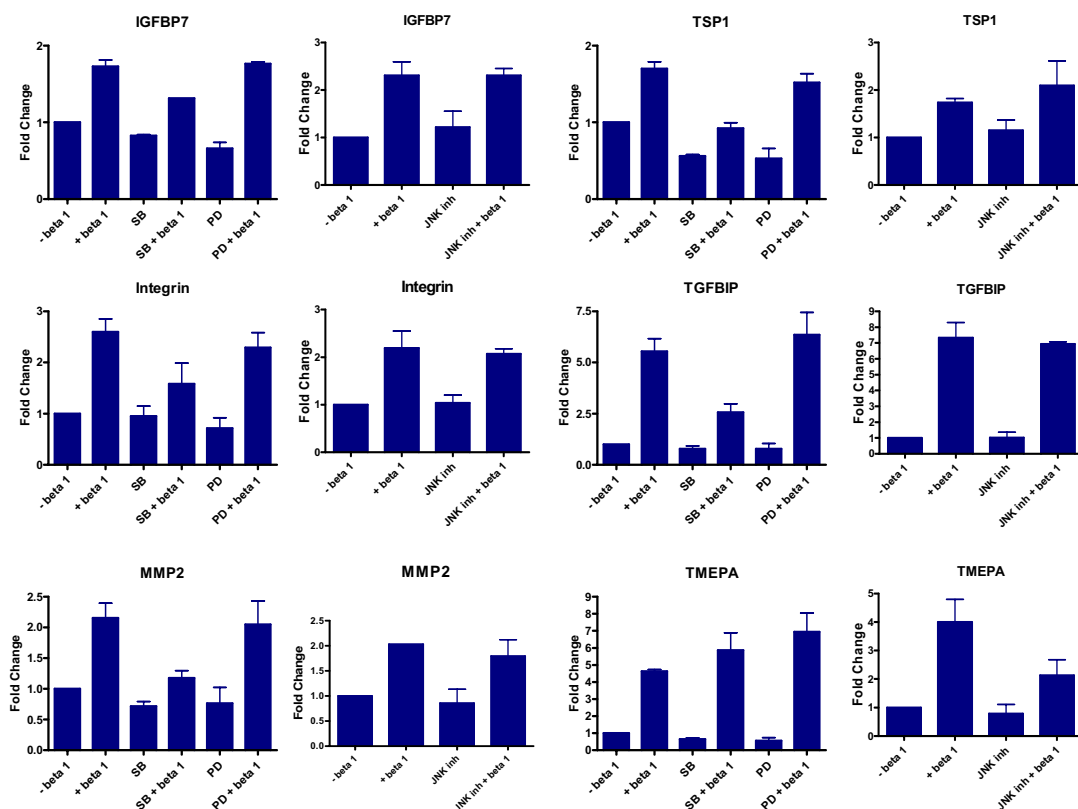 IGFBP7
Fold Change
2
1
0
- beta 1
+ beta 1
SB
SB + beta 1
PD
PD + beta 1
IGFBP7
Fold Change
3
2
1
0
- beta 1
+ beta 1
JNK inh
JNK inh + beta 1
TSP1
Fold Change
2
1
0
- beta 1
+ beta 1
SB
SB + beta 1
PD
PD + beta 1
TSP1
Fold Change
3
2
1
0
- beta 1
+ beta 1
JNK inh
JNK inh + beta 1
Integrin
Fold Change
3
2
1
0
- beta 1
+ beta 1
SB
SB + beta 1
PD
PD + beta 1
Integrin
Fold Change
3
2
1
0
- beta 1
+ beta 1
JNK inh
JNK inh + beta 1
TGFBIP
Fold Change
7.5
5.0
2.5
0.0
- beta 1
+ beta 1
SB
SB + beta 1
PD
PD + beta 1
TGFBIP
Fold Change
9
8
7
6
5
4
3
2
1
0
- beta 1
+ beta 1
JNK inh
JNK inh + beta 1
MMP2
Fold Change
2.5
2.0
1.5
1.0
0.5
0.0
- beta 1
+ beta 1
SB
SB + beta 1
PD
PD + beta 1
MMP2
Fold Change
2.5
2.0
1.5
1.0
0.5
0.0
- beta 1
+ beta 1
JNK inh
JNK inh + beta 1
TMEPA
Fold Change
9
8
7
6
5
4
3
2
1
0
- beta 1
+ beta 1
SB
SB + beta 1
PD
PD + beta 1
TMEPA
Fold Change
5
4
3
2
1
0
- beta 1
+ beta 1
JNK inh
JNK inh + beta 1